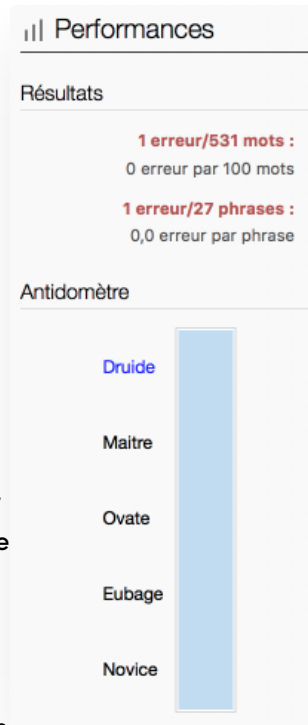 Performances
Résultats
1 erreur/531 mots :
0 erreur par 100 mots
1 erreur/27 phrases :
0,0 erreur par phrase
Antidomètre
Druide
Maitre
Ovate
e
Eubage
Novice